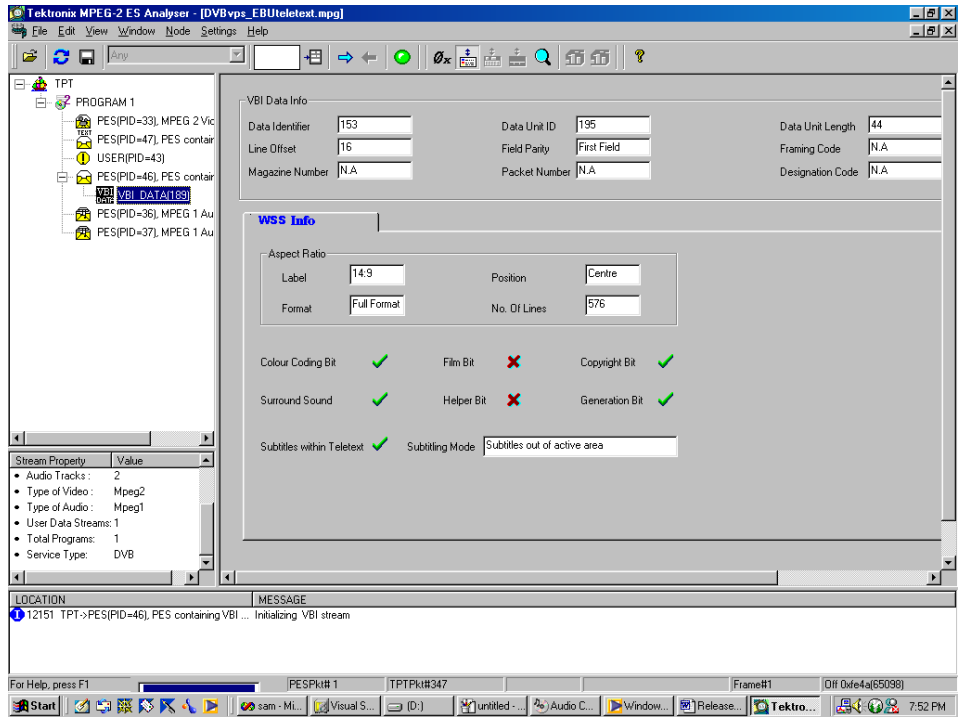 Tektronix MPEG-2 ES Analyser - [DVBvps_EBUteletext.mpg]
File Edit View Window Node Settings Help
Any
TPT
PROGRAM 1
PES(PID=33), MPEG 2 Vic
TEXT PES(PID=47), PES contair
USER(PID=43)
PES(PID=46), PES contair
VBI DATA VBI_DATA(189)
PES(PID=36), MPEG 1 Au
PES(PID=37), MPEG 1 Au
Stream Property Value
Audio Tracks : 2
Type of Video : Mpeg2
Type of Audio : Mpeg1
User Data Streams: 1
Total Programs: 1
Service Type: DVB
VBI Data Info
Data Identifier 153 Data Unit ID 195 Data Unit Length 44
Line Offset 16 Field Parity First Field Framing Code N.A
Magazine Number N.A Packet Number N.A Designation Code N.A
WSS Info
Aspect Ratio
Label 14:9 Position Centre
Format Full Format No. Of Lines 576
Colour Coding Bit Film Bit Copyright Bit
Surround Sound Helper Bit Generation Bit
Subtitles within Teletext Subtitling Mode Subtitles out of active area
LOCATION MESSAGE
12151 TPT->PES(PID=46), PES containing VBI ... Initializing VBI stream
For Help, press F1 PESPkt# 1 TPTPkt#347 Frame#1 Off 0xfe4a(65098)
Start sam - Mi... Visual S... (D:) untitled - ... Audio C... Window... Release... Tektro... 7:52 PM